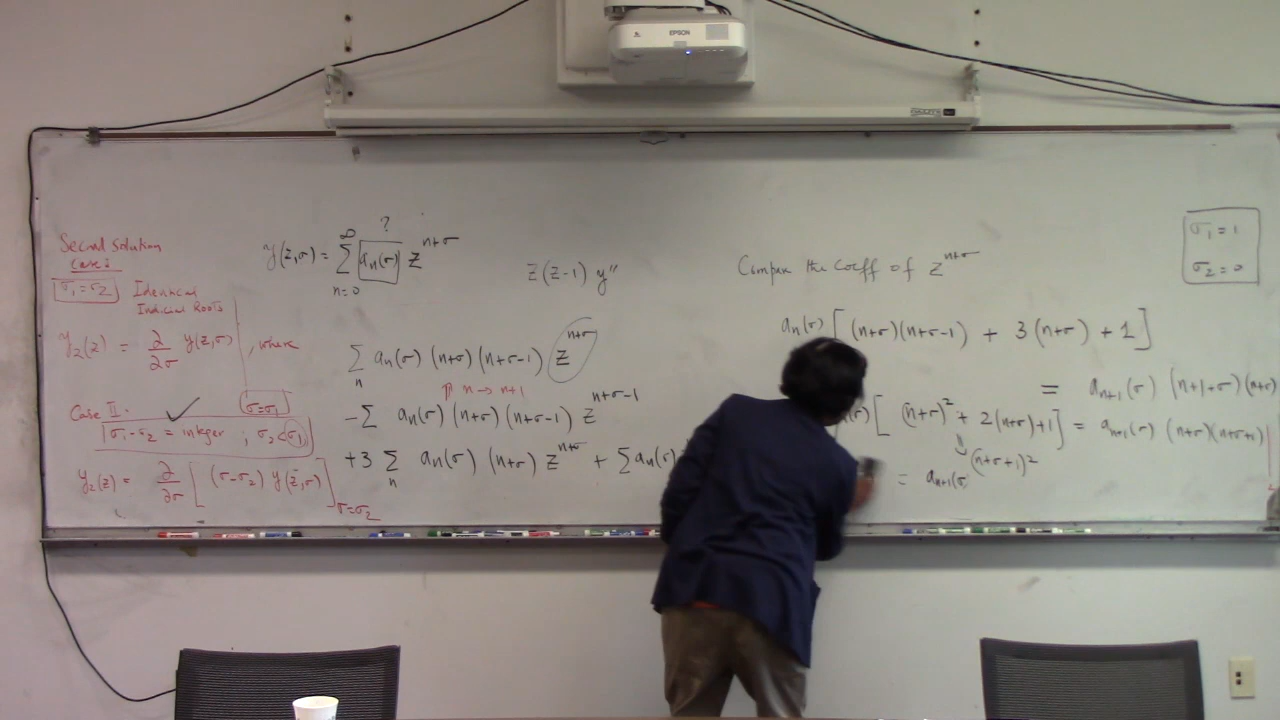 EPSON
Second Solution
Case I
σ₁ = σ₂ Identical
Indicial Roots
y₂(z) = ∂/∂σ y(z,σ) , where
σ=σ₁
Case II. ✓
|σ₁-σ₂ = integer ; σ₂<σ₁|
y₂(z) = ∂/∂σ [ (σ-σ₂) y(z,σ) ]_{σ=σ₂}
?
y(z,σ) = ∑_{n=0}^{∞} aₙ(σ) z^{n+σ}
z(z-1) y″
∑_n aₙ(σ) (n+σ)(n+σ-1) z^{n+σ}
n → n+1
-∑ aₙ(σ) (n+σ)(n+σ-1) z^{n+σ-1}
+3 ∑_n aₙ(σ) (n+σ) z^{n+σ} + ∑ aₙ(σ)
Compare the coeff of z^{n+σ}
aₙ(σ) [ (n+σ)(n+σ-1) + 3(n+σ) + 1 ]
= aₙ₊₁(σ) (n+1+σ)(n+σ)
(σ) [ (n+σ)² + 2(n+σ)+1 ] = aₙ₊₁(σ) (n+σ)(n+σ+1)
(n+σ+1)²
= aₙ₊₁(σ
σ₁ = 1
σ₂ = 0